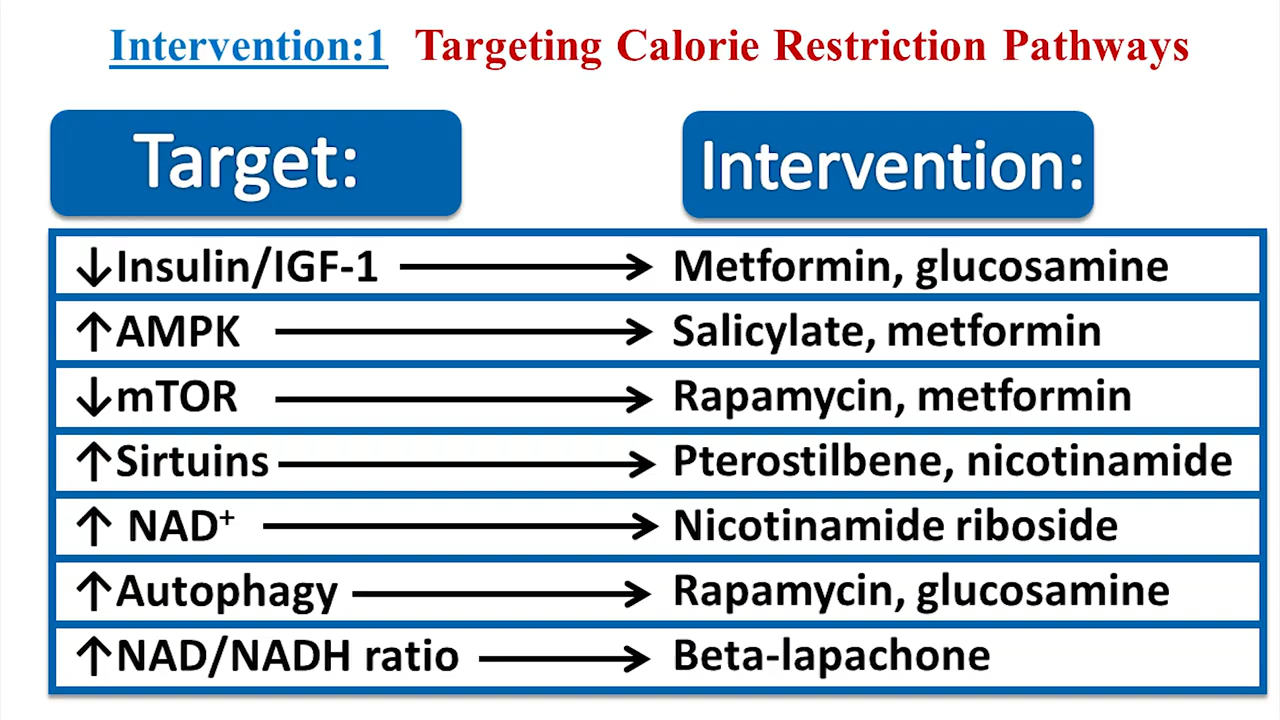 Intervention:1 Targeting Calorie Restriction Pathways
Target: Intervention:
↓Insulin/IGF-1 → Metformin, glucosamine
↑AMPK → Salicylate, metformin
↓mTOR → Rapamycin, metformin
↑Sirtuins → Pterostilbene, nicotinamide
↑ NAD⁺ → Nicotinamide riboside
↑Autophagy → Rapamycin, glucosamine
↑NAD/NADH ratio → Beta-lapachone